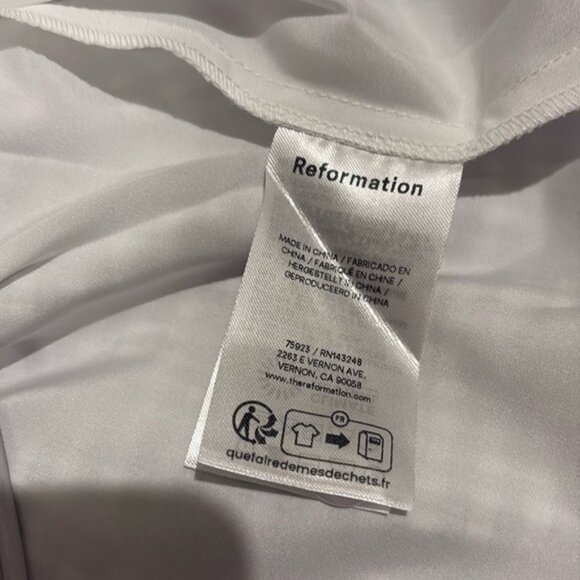 Reformation
MADE IN CHINA / FABRICADO EN
CHINA / FABRIQUÉ EN CHINE /
HERGESTELLT IN CHINA /
GEPRODUCEERD IN CHINA
75923 / RN143248
2263 E VERNON AVE.
VERNON, CA 90058
www.thereformation.com
FR
quefairedemesdechets.fr